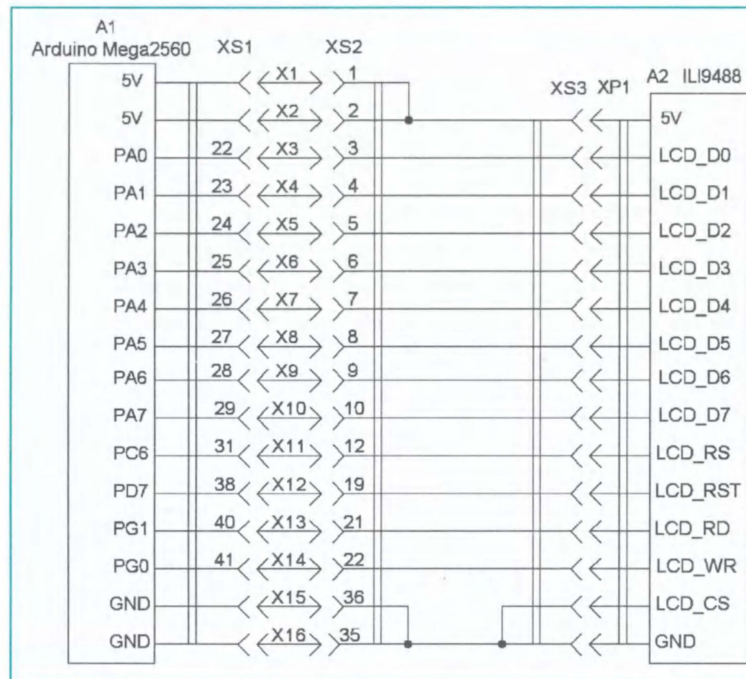 A1
Arduino Mega2560 XS1 XS2
XS3 XP1 A2 ILI9488
5V X1 1
5V X2 2 5V
PA0 22 X3 3 LCD_D0
PA1 23 X4 4 LCD_D1
PA2 24 X5 5 LCD_D2
PA3 25 X6 6 LCD_D3
PA4 26 X7 7 LCD_D4
PA5 27 X8 8 LCD_D5
PA6 28 X9 9 LCD_D6
PA7 29 X10 10 LCD_D7
PC6 31 X11 12 LCD_RS
PD7 38 X12 19 LCD_RST
PG1 40 X13 21 LCD_RD
PG0 41 X14 22 LCD_WR
GND X15 36 LCD_CS
GND X16 35 GND